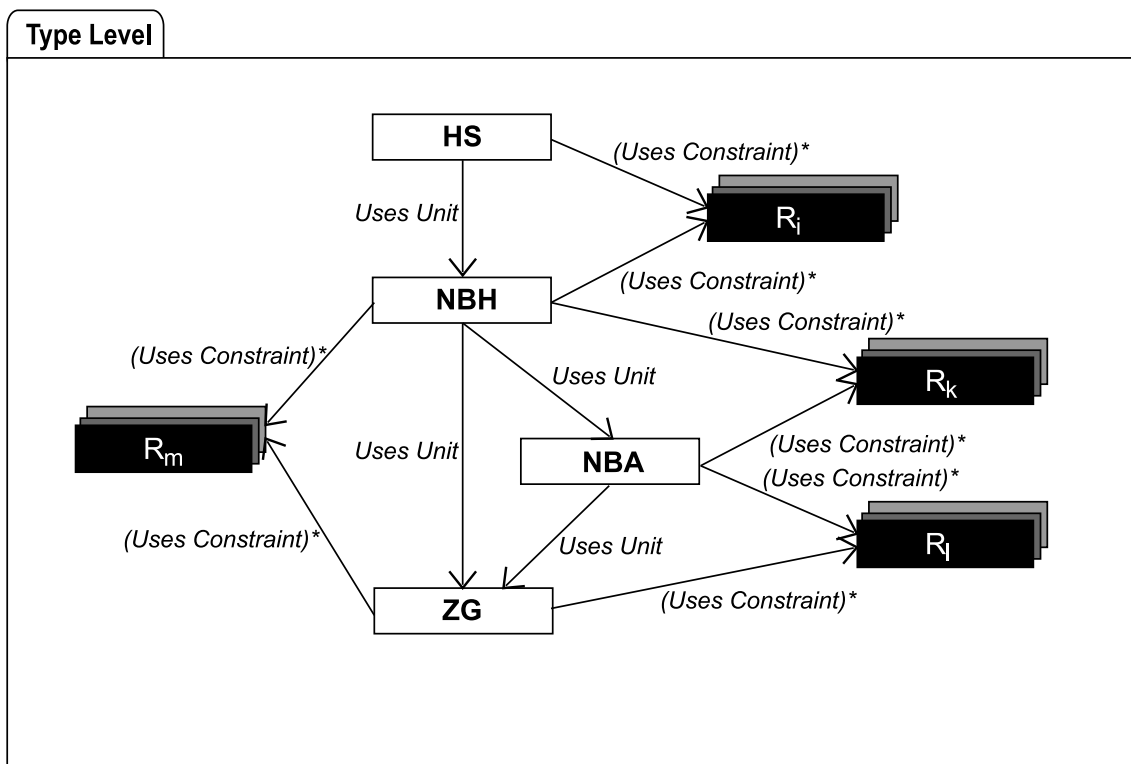 Type Level
HS
(Uses Constraint)*
Uses Unit
Ri
(Uses Constraint)*
NBH
(Uses Constraint)*
(Uses Constraint)*
Uses Unit
Rk
Rm
Uses Unit
(Uses Constraint)*
NBA
(Uses Constraint)*
(Uses Constraint)*
Uses Unit
Rl
ZG
(Uses Constraint)*